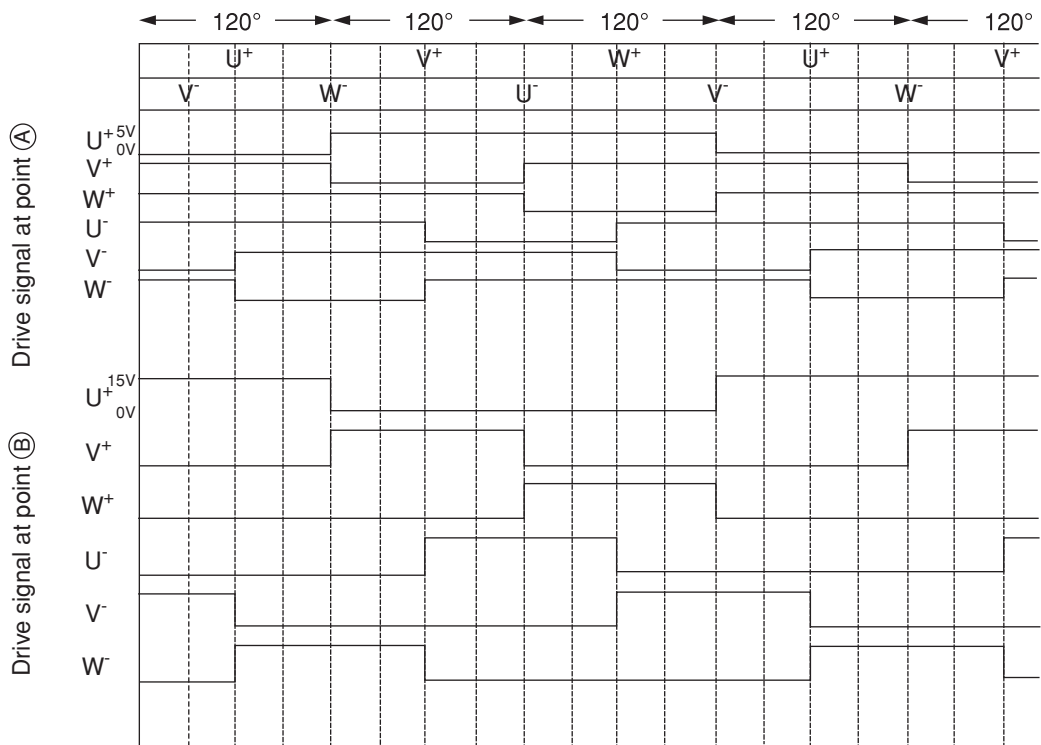 120° 120° 120° 120° 120°
U⁺ V⁺ W⁺ U⁺ V⁺
V⁻ W⁻ U⁻ V⁻ W⁻
Drive signal at point Ⓐ
U⁺ 5V
0V
V⁺
W⁺
U⁻
V⁻
W⁻
Drive signal at point Ⓑ
U⁺ 15V
0V
V⁺
W⁺
U⁻
V⁻
W⁻